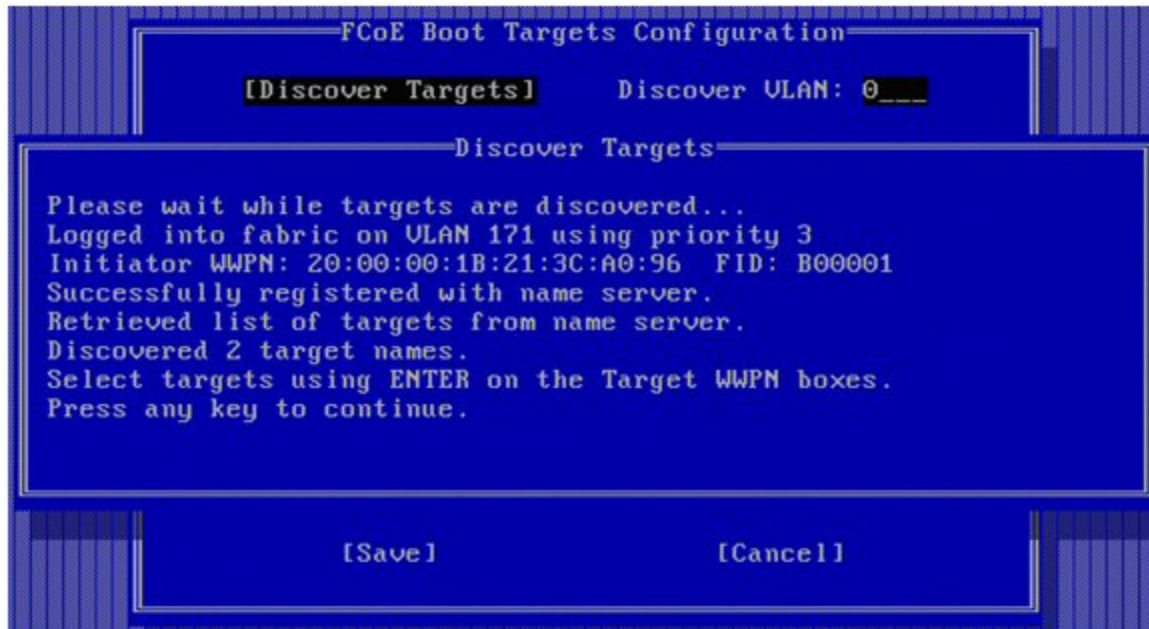 FCoE Boot Targets Configuration
[Discover Targets] Discover VLAN: 0___
Discover Targets
Please wait while targets are discovered...
Logged into fabric on VLAN 171 using priority 3
Initiator WWPN: 20:00:00:1B:21:3C:A0:96 FID: B00001
Successfully registered with name server.
Retrieved list of targets from name server.
Discovered 2 target names.
Select targets using ENTER on the Target WWPN boxes.
Press any key to continue.
[Save] [Cancel]